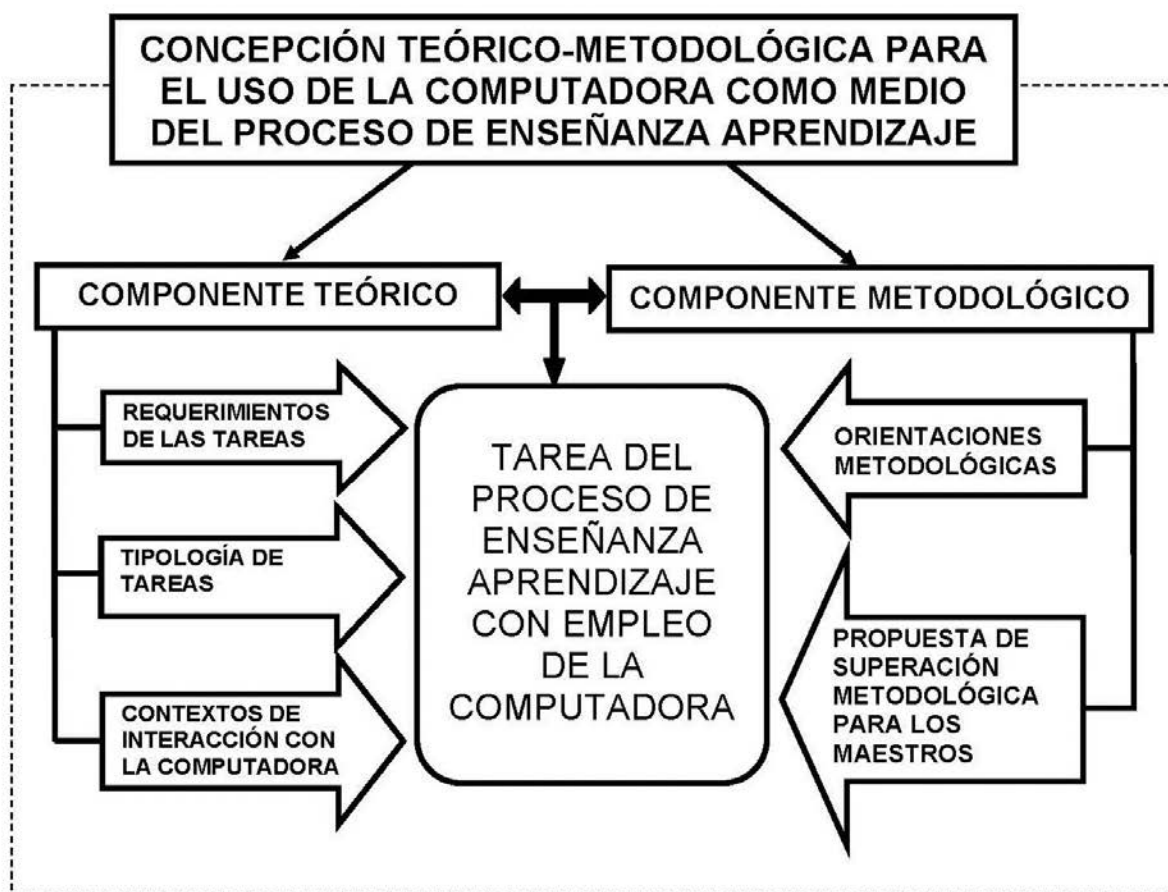 CONCEPCIÓN TEÓRICO-METODOLÓGICA PARA
EL USO DE LA COMPUTADORA COMO MEDIO
DEL PROCESO DE ENSEÑANZA APRENDIZAJE
COMPONENTE TEÓRICO
COMPONENTE METODOLÓGICO
REQUERIMIENTOS
DE LAS TAREAS
TIPOLOGÍA DE
TAREAS
CONTEXTOS DE
INTERACCIÓN CON
LA COMPUTADORA
TAREA DEL
PROCESO DE
ENSEÑANZA
APRENDIZAJE
CON EMPLEO
DE LA
COMPUTADORA
ORIENTACIONES
METODOLÓGICAS
PROPUESTA DE
SUPERACIÓN
METODOLÓGICA
PARA LOS
MAESTROS